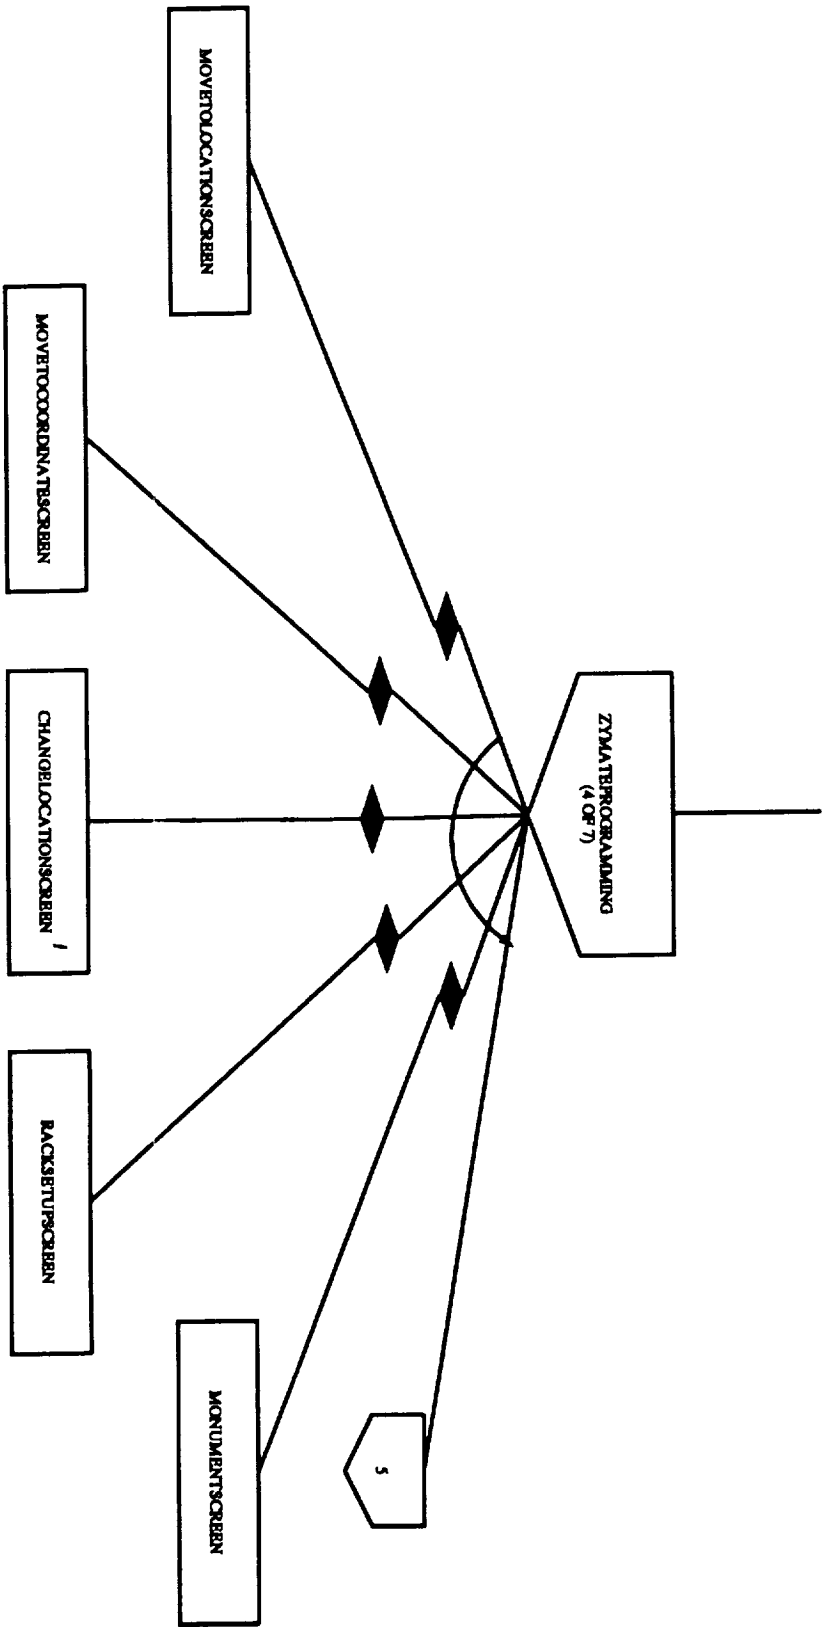 ZYMATEPROGRAMMING
(4 OF 7)
MOVETOLOCATIONSCREEN
MOVETOCOORDINATESCREEN
CHANGELOCATIONSCREEN
RACKSETUPSCREEN
MONUMENTSCREEN
5